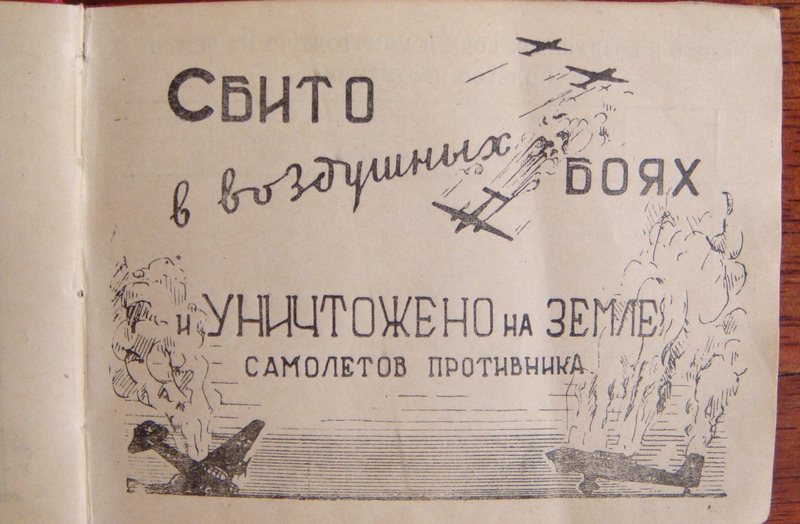 СБИТО
в воздушных БОЯХ
и УНИЧТОЖЕНО НА ЗЕМЛЕ
САМОЛЕТОВ ПРОТИВНИКА